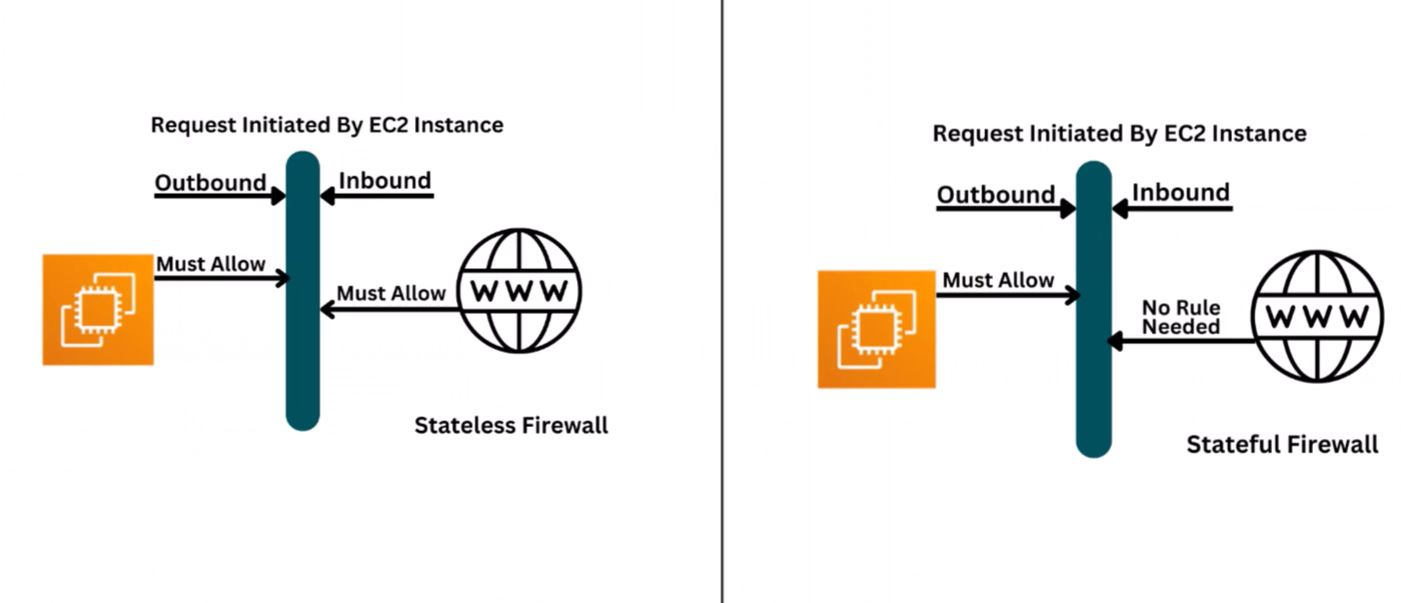 Request Initiated By EC2 Instance
Outbound
Inbound
Must Allow
Must Allow
WWW
Stateless Firewall
Request Initiated By EC2 Instance
Outbound
Inbound
Must Allow
No Rule
Needed
WWW
Stateful Firewall